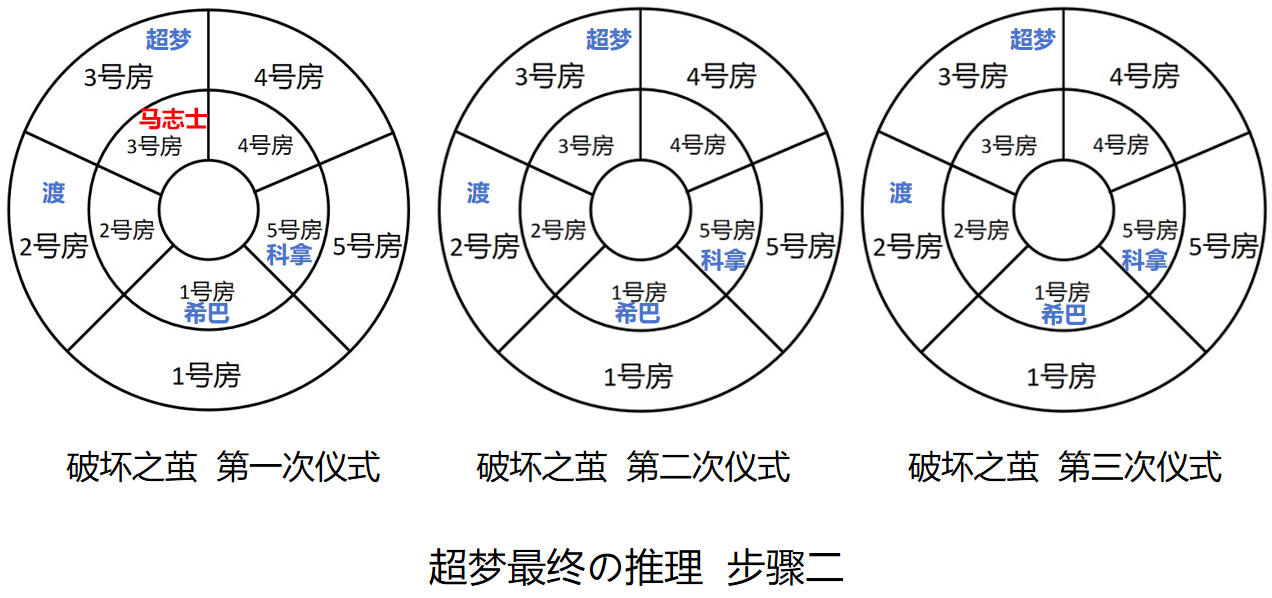 超梦
3号房
4号房
马志士
3号房
4号房
渡
2号房
2号房
5号房
科拿
5号房
1号房
希巴
1号房
破坏之茧 第一次仪式
超梦
3号房
4号房
3号房
4号房
渡
2号房
2号房
5号房
科拿
5号房
1号房
希巴
1号房
破坏之茧 第二次仪式
超梦
3号房
4号房
3号房
4号房
渡
2号房
2号房
5号房
科拿
5号房
1号房
希巴
1号房
破坏之茧 第三次仪式
超梦最终の推理 步骤二